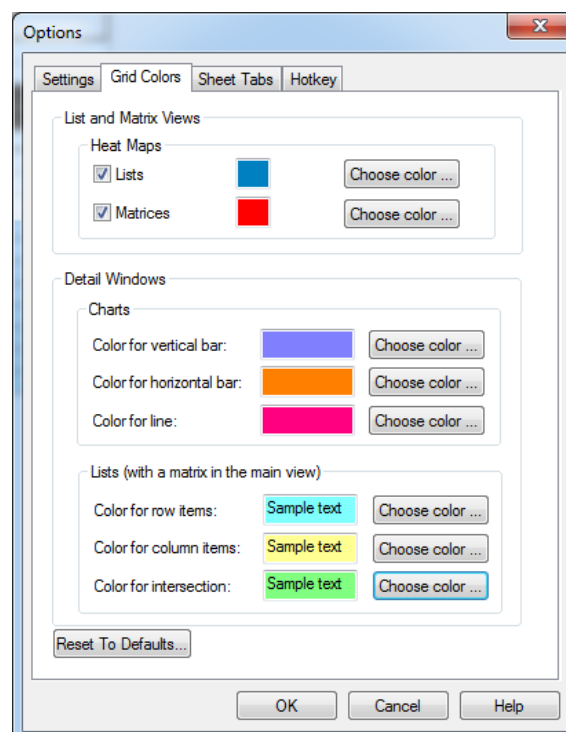 Options
Settings Grid Colors Sheet Tabs Hotkey
List and Matrix Views
Heat Maps
Lists Choose color ...
Matrices Choose color ...
Detail Windows
Charts
Color for vertical bar: Choose color ...
Color for horizontal bar: Choose color ...
Color for line: Choose color ...
Lists (with a matrix in the main view)
Color for row items: Sample text Choose color ...
Color for column items: Sample text Choose color ...
Color for intersection: Sample text Choose color ...
Reset To Defaults...
OK Cancel Help